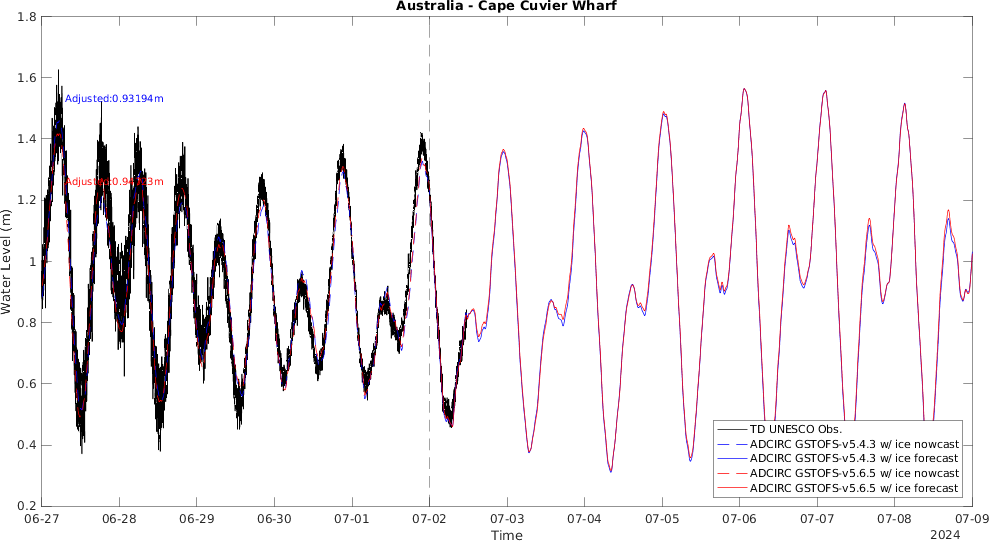 Australia - Cape Cuvier Wharf
Water Level (m)
1.8
1.6
1.4
1.2
1
0.8
0.6
0.4
0.2
Adjusted:0.93194m
TD UNESCO Obs.
ADCIRC GSTOFS-v5.4.3 w/ ice nowcast
ADCIRC GSTOFS-v5.4.3 w/ ice forecast
ADCIRC GSTOFS-v5.6.5 w/ ice nowcast
ADCIRC GSTOFS-v5.6.5 w/ ice forecast
06-27 06-28 06-29 06-30 07-01 07-02 07-03 07-04 07-05 07-06 07-07 07-08 07-09
Time
2024